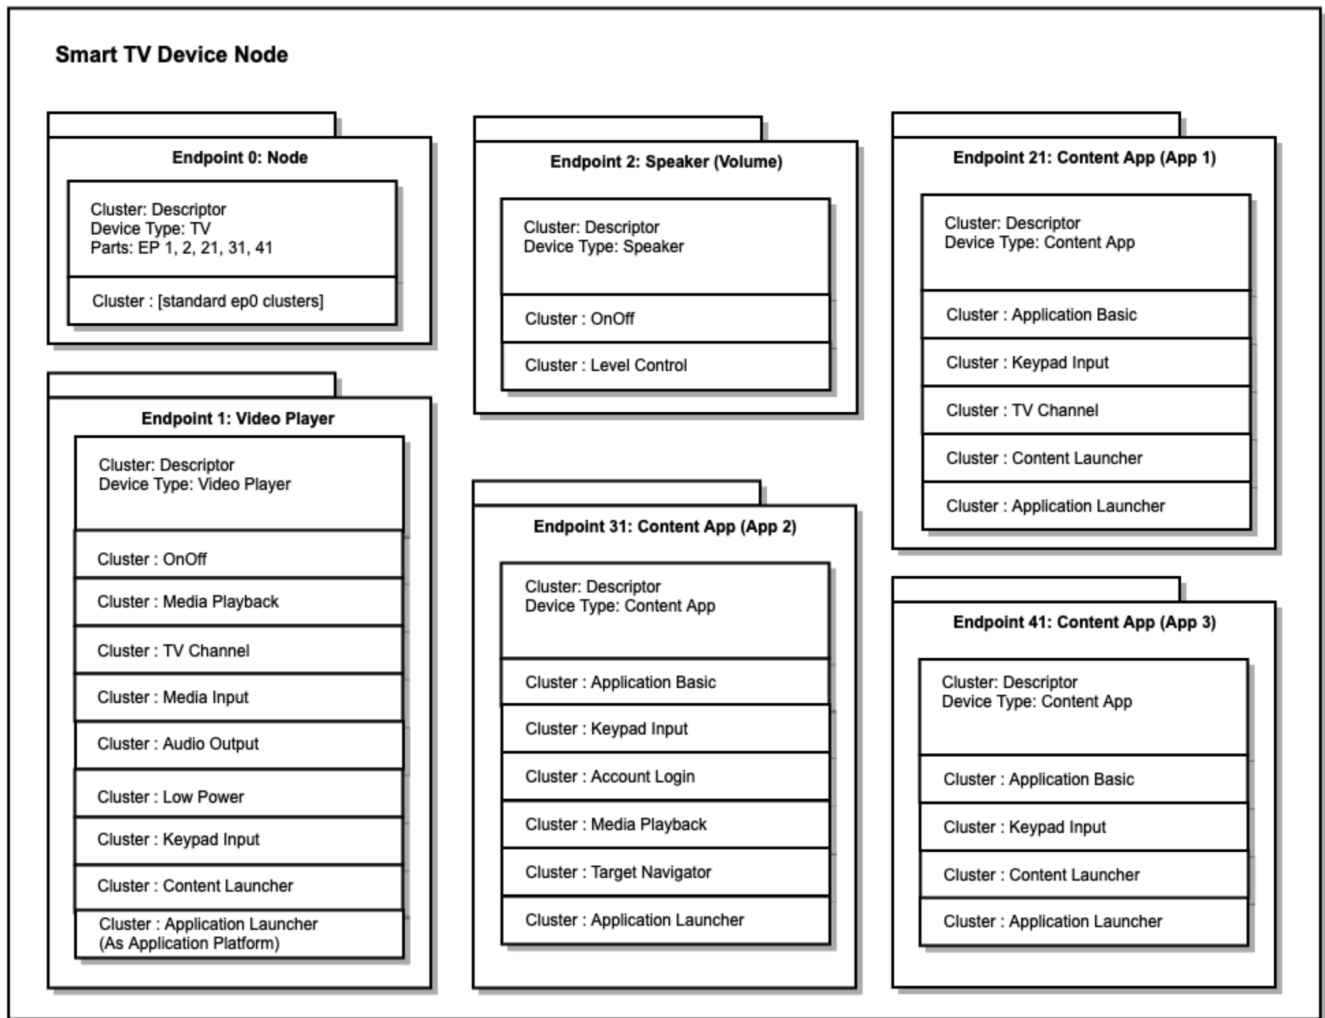 Smart TV Device Node
Endpoint 0: Node
Cluster: Descriptor
Device Type: TV
Parts: EP 1, 2, 21, 31, 41
Cluster : [standard ep0 clusters]
Endpoint 1: Video Player
Cluster: Descriptor
Device Type: Video Player
Cluster : OnOff
Cluster : Media Playback
Cluster : TV Channel
Cluster : Media Input
Cluster : Audio Output
Cluster : Low Power
Cluster : Keypad Input
Cluster : Content Launcher
Cluster : Application Launcher
(As Application Platform)
Endpoint 2: Speaker (Volume)
Cluster: Descriptor
Device Type: Speaker
Cluster : OnOff
Cluster : Level Control
Endpoint 31: Content App (App 2)
Cluster: Descriptor
Device Type: Content App
Cluster : Application Basic
Cluster : Keypad Input
Cluster : Account Login
Cluster : Media Playback
Cluster : Target Navigator
Cluster : Application Launcher
Endpoint 21: Content App (App 1)
Cluster: Descriptor
Device Type: Content App
Cluster : Application Basic
Cluster : Keypad Input
Cluster : TV Channel
Cluster : Content Launcher
Cluster : Application Launcher
Endpoint 41: Content App (App 3)
Cluster: Descriptor
Device Type: Content App
Cluster : Application Basic
Cluster : Keypad Input
Cluster : Content Launcher
Cluster : Application Launcher